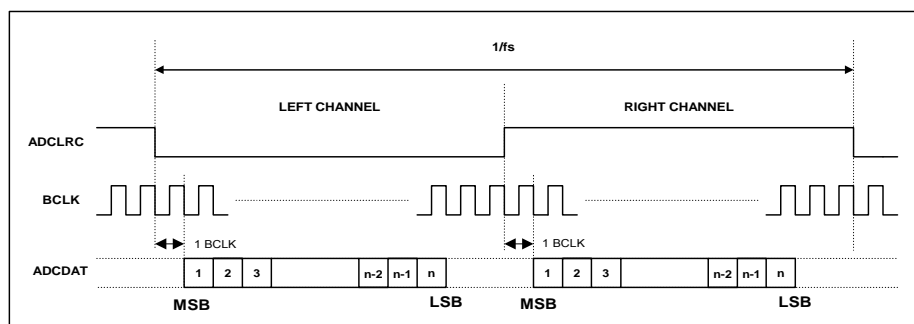 1/fs
LEFT CHANNEL RIGHT CHANNEL
ADCLRC
BCLK
1 BCLK 1 BCLK
ADCDAT 1 2 3 n-2 n-1 n 1 2 3 n-2 n-1 n
MSB LSB MSB LSB